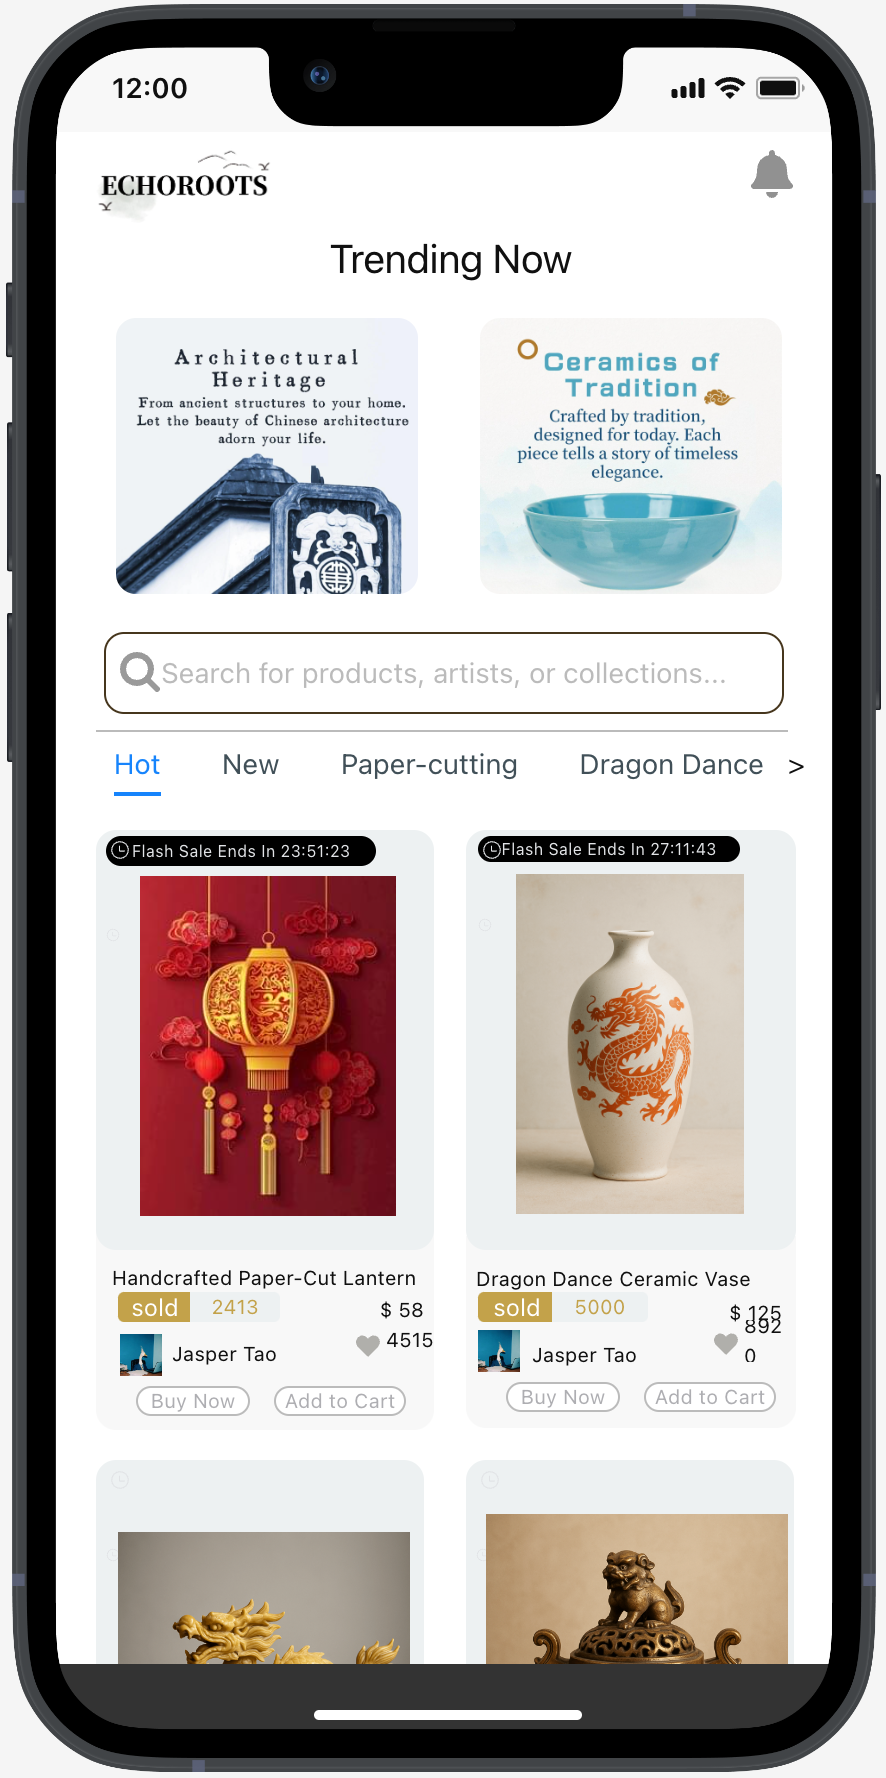 12:00
ECHOROOTS
Trending Now
Architectural
Heritage
From ancient structures to your home.
Let the beauty of Chinese architecture
adorn your life.
Ceramics of
Tradition
Crafted by tradition,
designed for today. Each
piece tells a story of timeless
elegance.
Search for products, artists, or collections...
Hot New Paper-cutting Dragon Dance >
Flash Sale Ends In 23:51:23
Flash Sale Ends In 27:11:43
Handcrafted Paper-Cut Lantern
sold 2413
$ 58
Jasper Tao
4515
Buy Now Add to Cart
Dragon Dance Ceramic Vase
sold 5000
$ 125
892
0
Jasper Tao
Buy Now Add to Cart